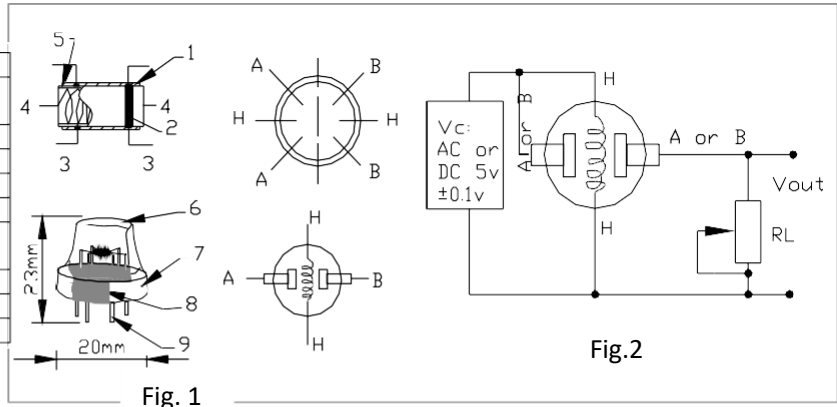 5-
1
A
B
4
4
H
H
2
3
3
A
B
6
7
8
9
23mm
20mm
H
A
B
H
Fig. 1
Vc:
AC or
DC 5v
±0.1v
A or B
H
H
A or B
Vout
RL
Fig.2